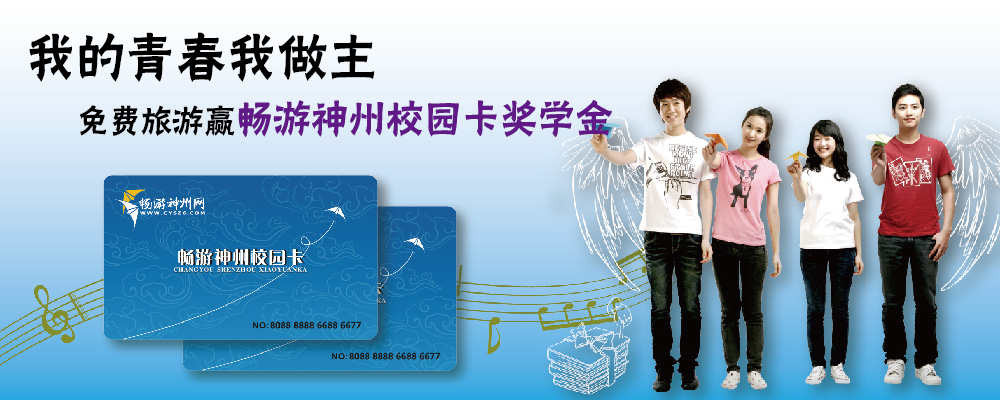 我的青春我做主
免费旅游赢畅游神州校园卡奖学金
畅游神州网
WWW.CYSZ6.COM
畅游神州校园卡
CHANGYOU SHENZHOU XIAOYUANKA
KA
NO: 8088 8888 6688 6677
NO: 8088 8888 6688 6677